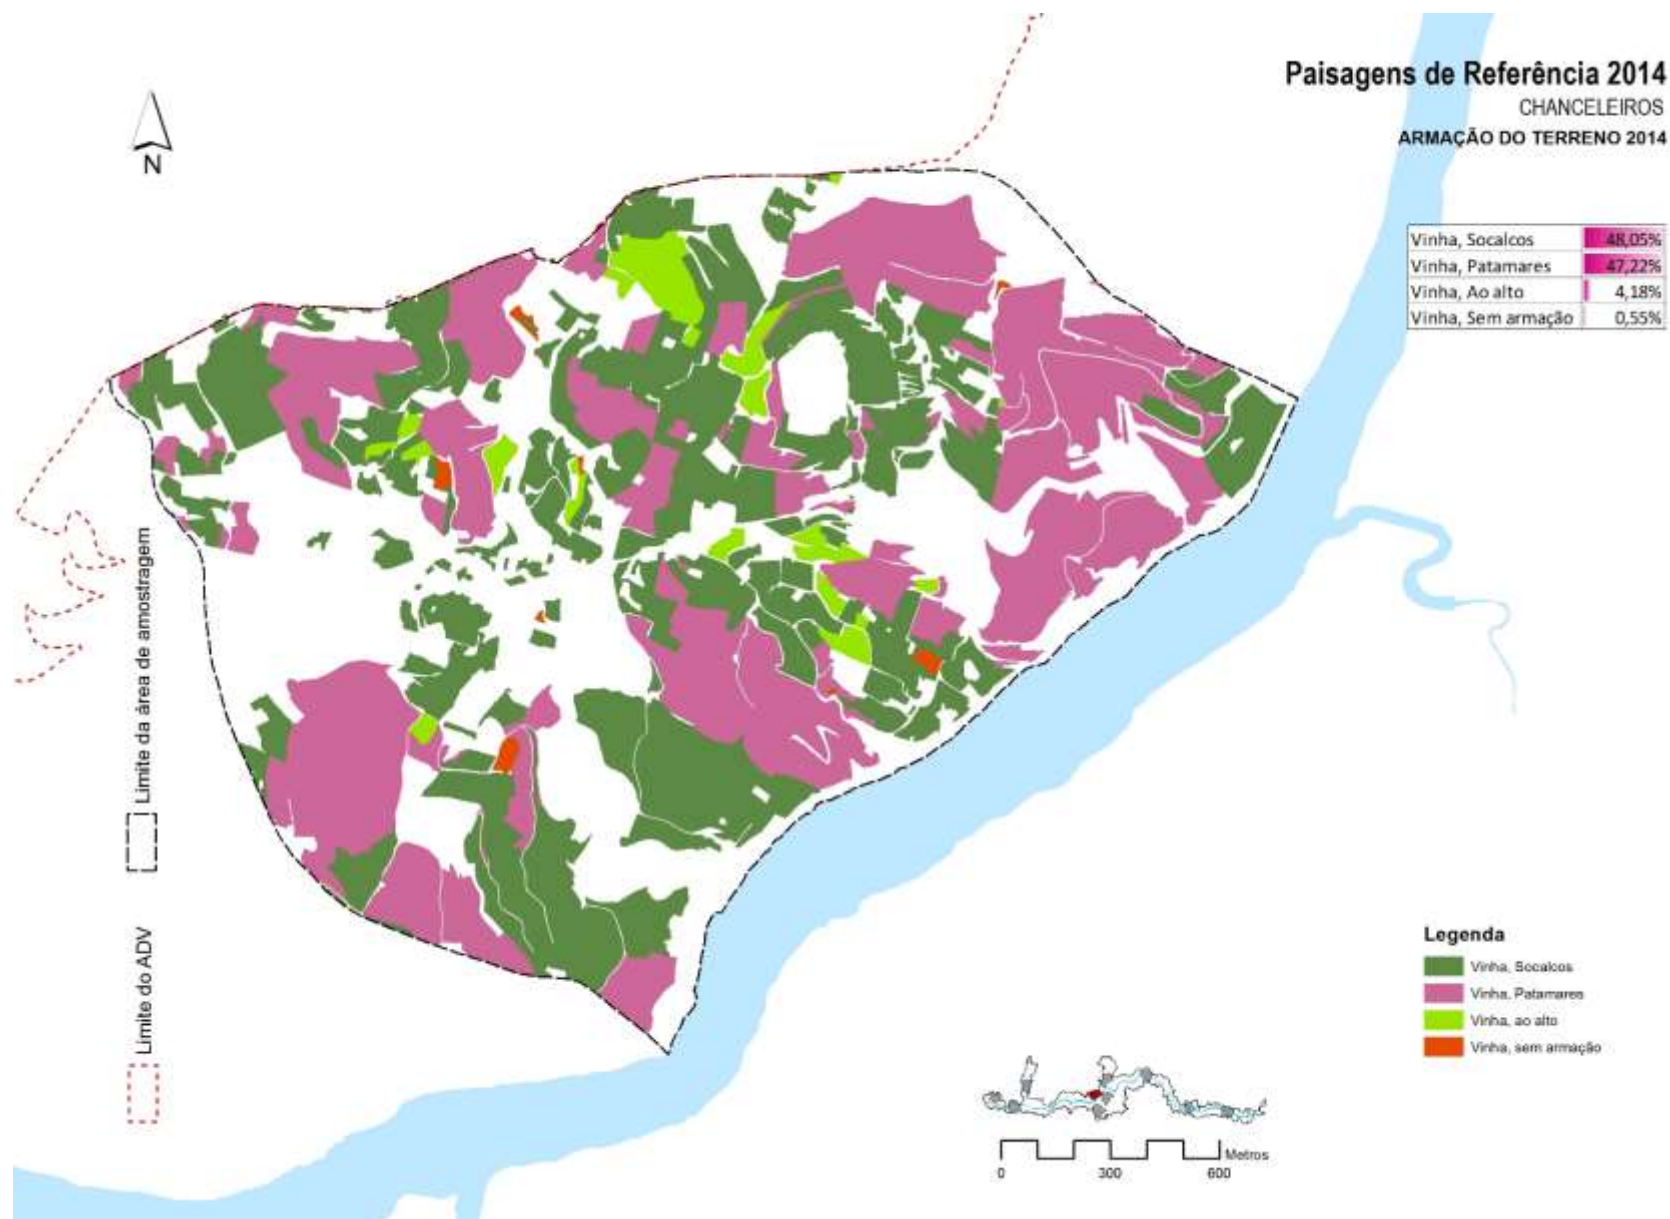 Paisagens de Referência 2014
CHANCELEIROS
ARMAÇÃO DO TERRENO 2014
N
Vinha, Socalcos 48,05%
Vinha, Patamares 47,22%
Vinha, Ao alto 4,18%
Vinha, Sem armação 0,55%
Limite da área de amostragem
Limite do ADV
Legenda
Vinha, Socalcos
Vinha, Patamares
Vinha, ao alto
Vinha, sem armação
Metros
0 300 600